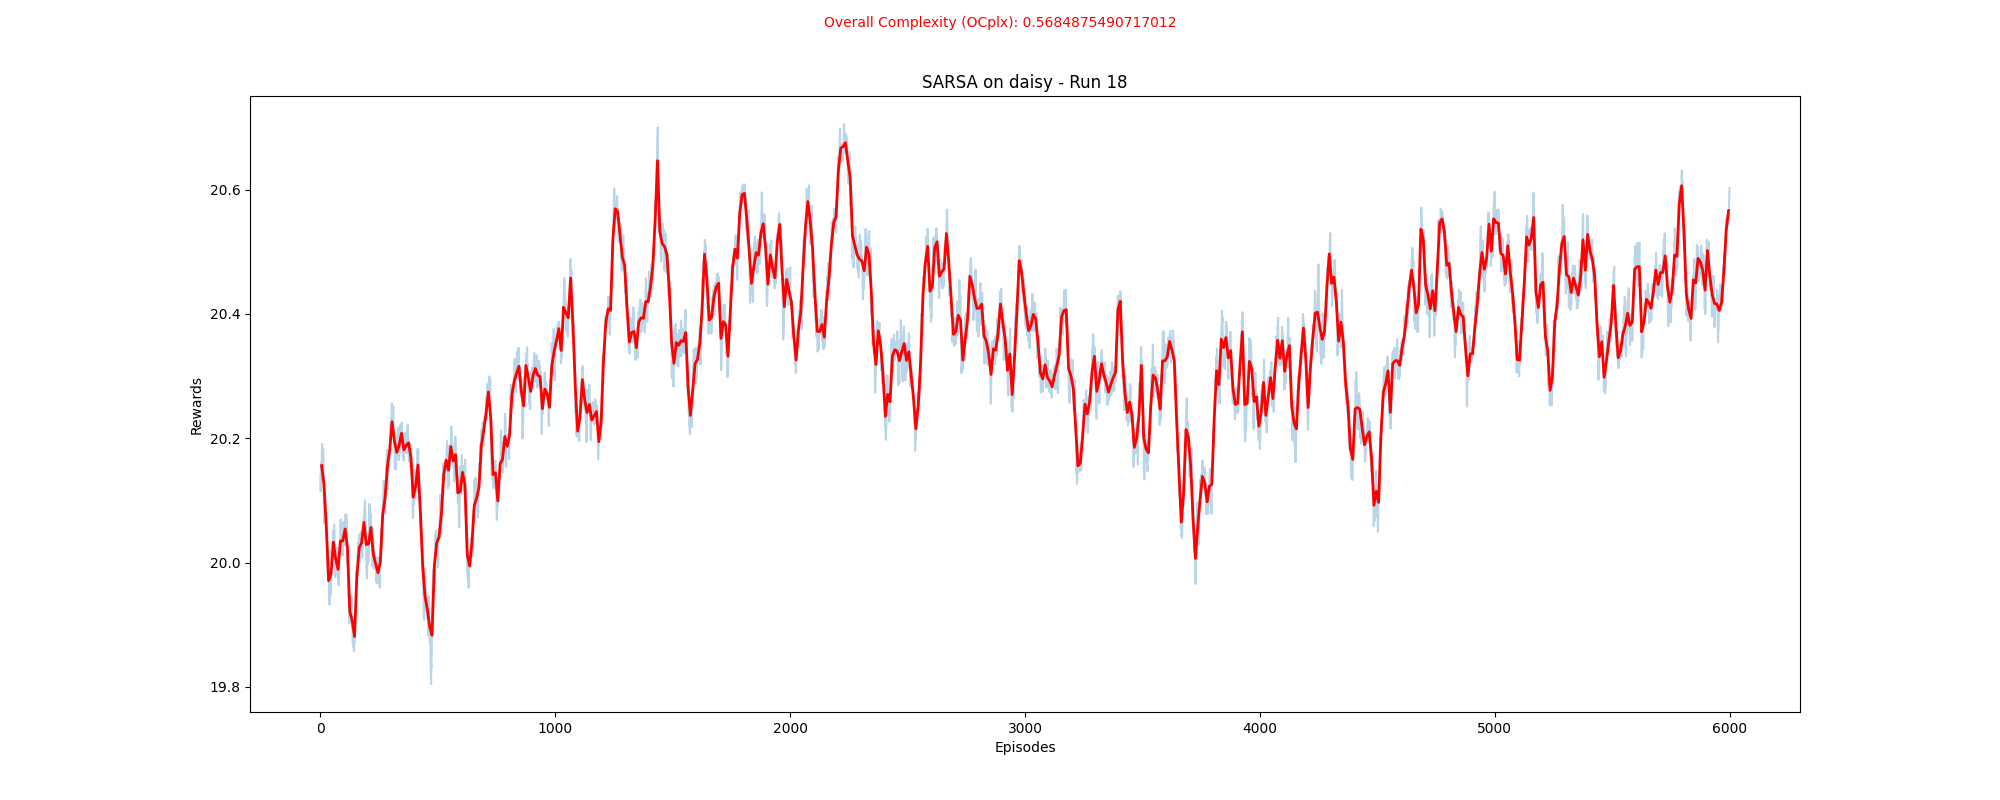 Overall Complexity (OCplx): 0.5684875490717012
SARSA on daisy - Run 18
Rewards
20.6
20.4
20.2
20.0
19.8
0 1000 2000 3000 4000 5000 6000
Episodes